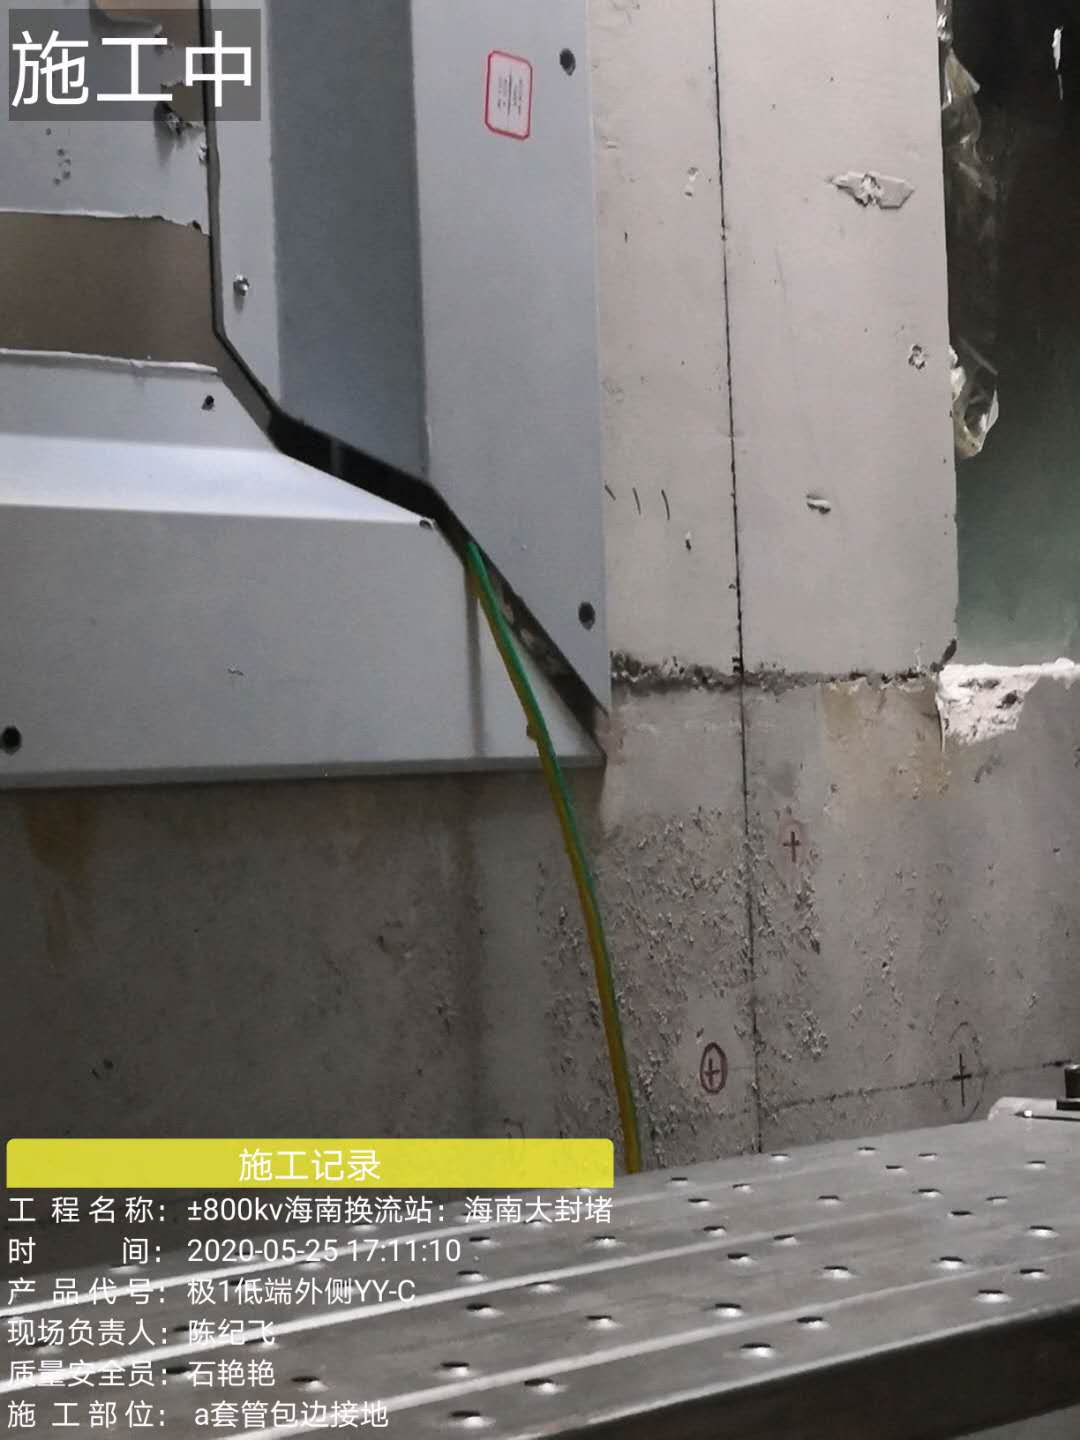 施工中
施工记录
工程名称：±800kv海南换流站：海南大封堵
时间：2020-05-25 17:11:10
产品代号：极1低端外侧YY-C
现场负责人：陈纪飞
质量安全员：石艳艳
施工部位：a套管包边接地